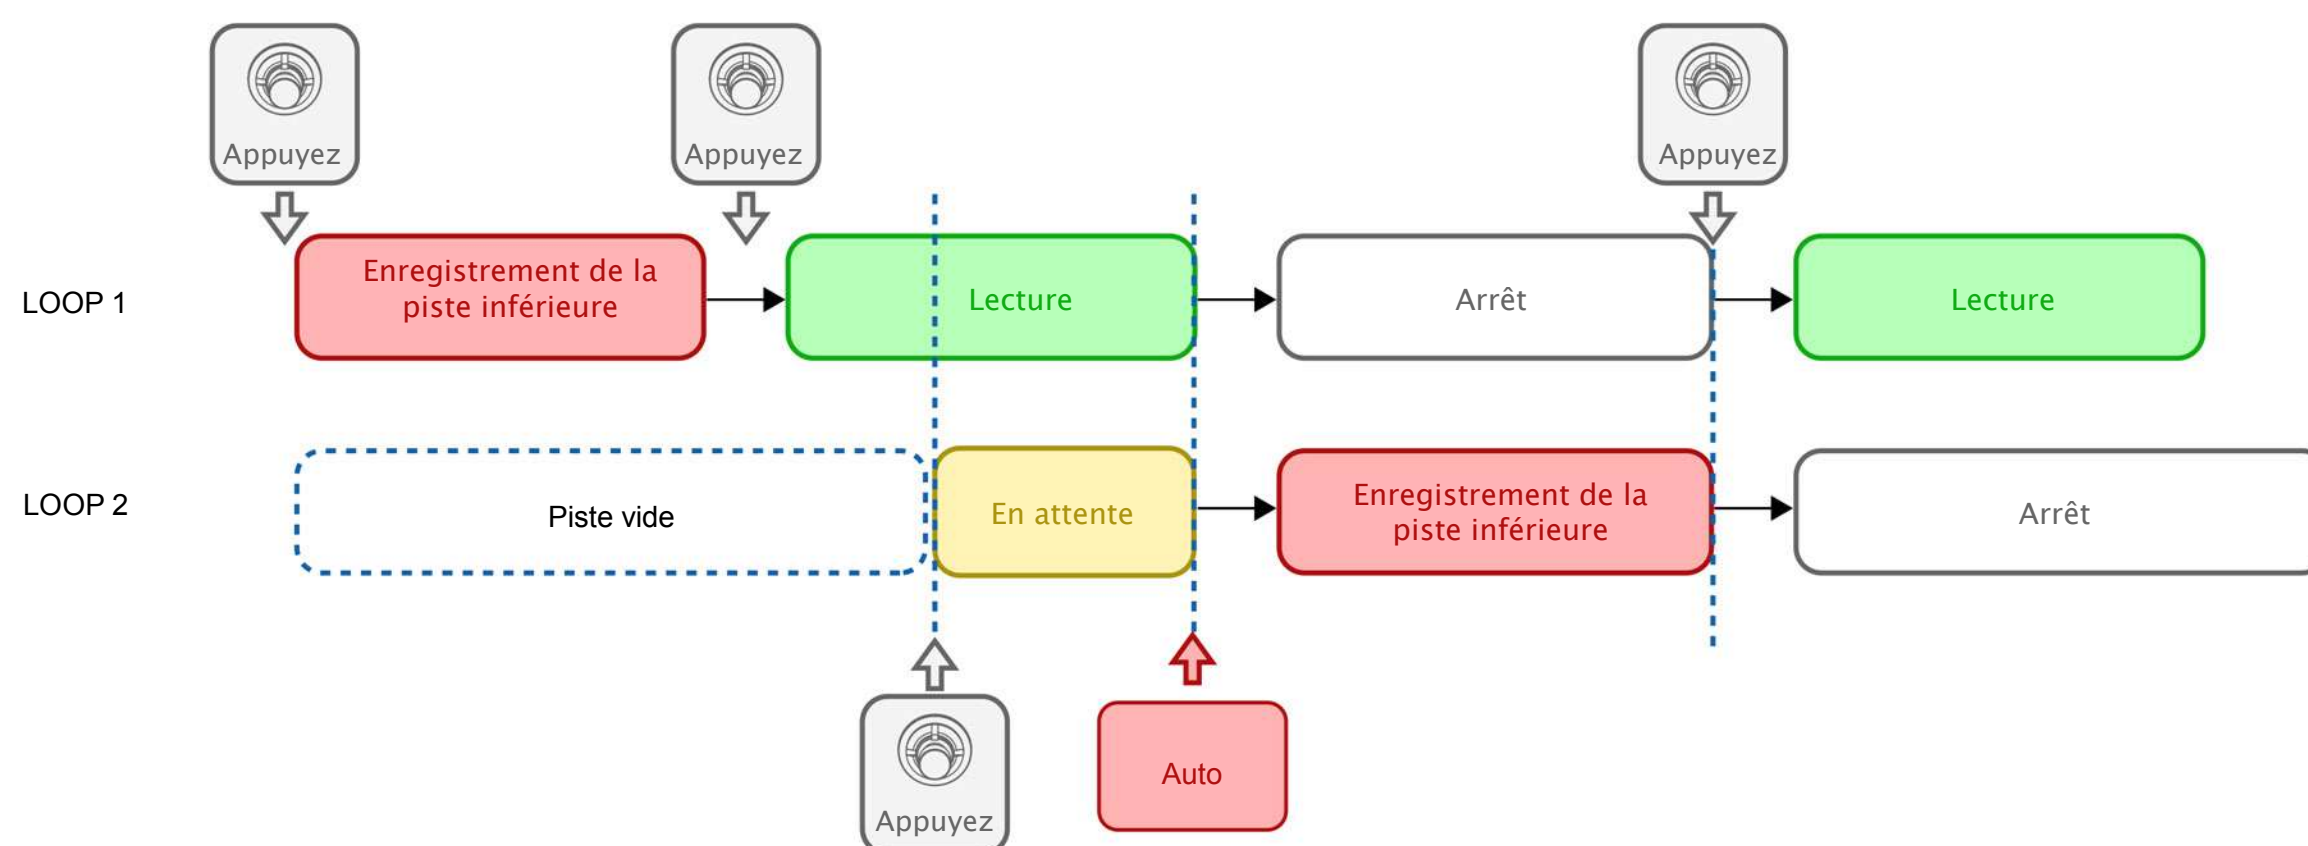 Appuyez
Appuyez
Appuyez
LOOP 1
Enregistrement de la
piste inférieure
Lecture
Arrêt
Lecture
LOOP 2
Piste vide
En attente
Enregistrement de la
piste inférieure
Arrêt
Appuyez
Auto